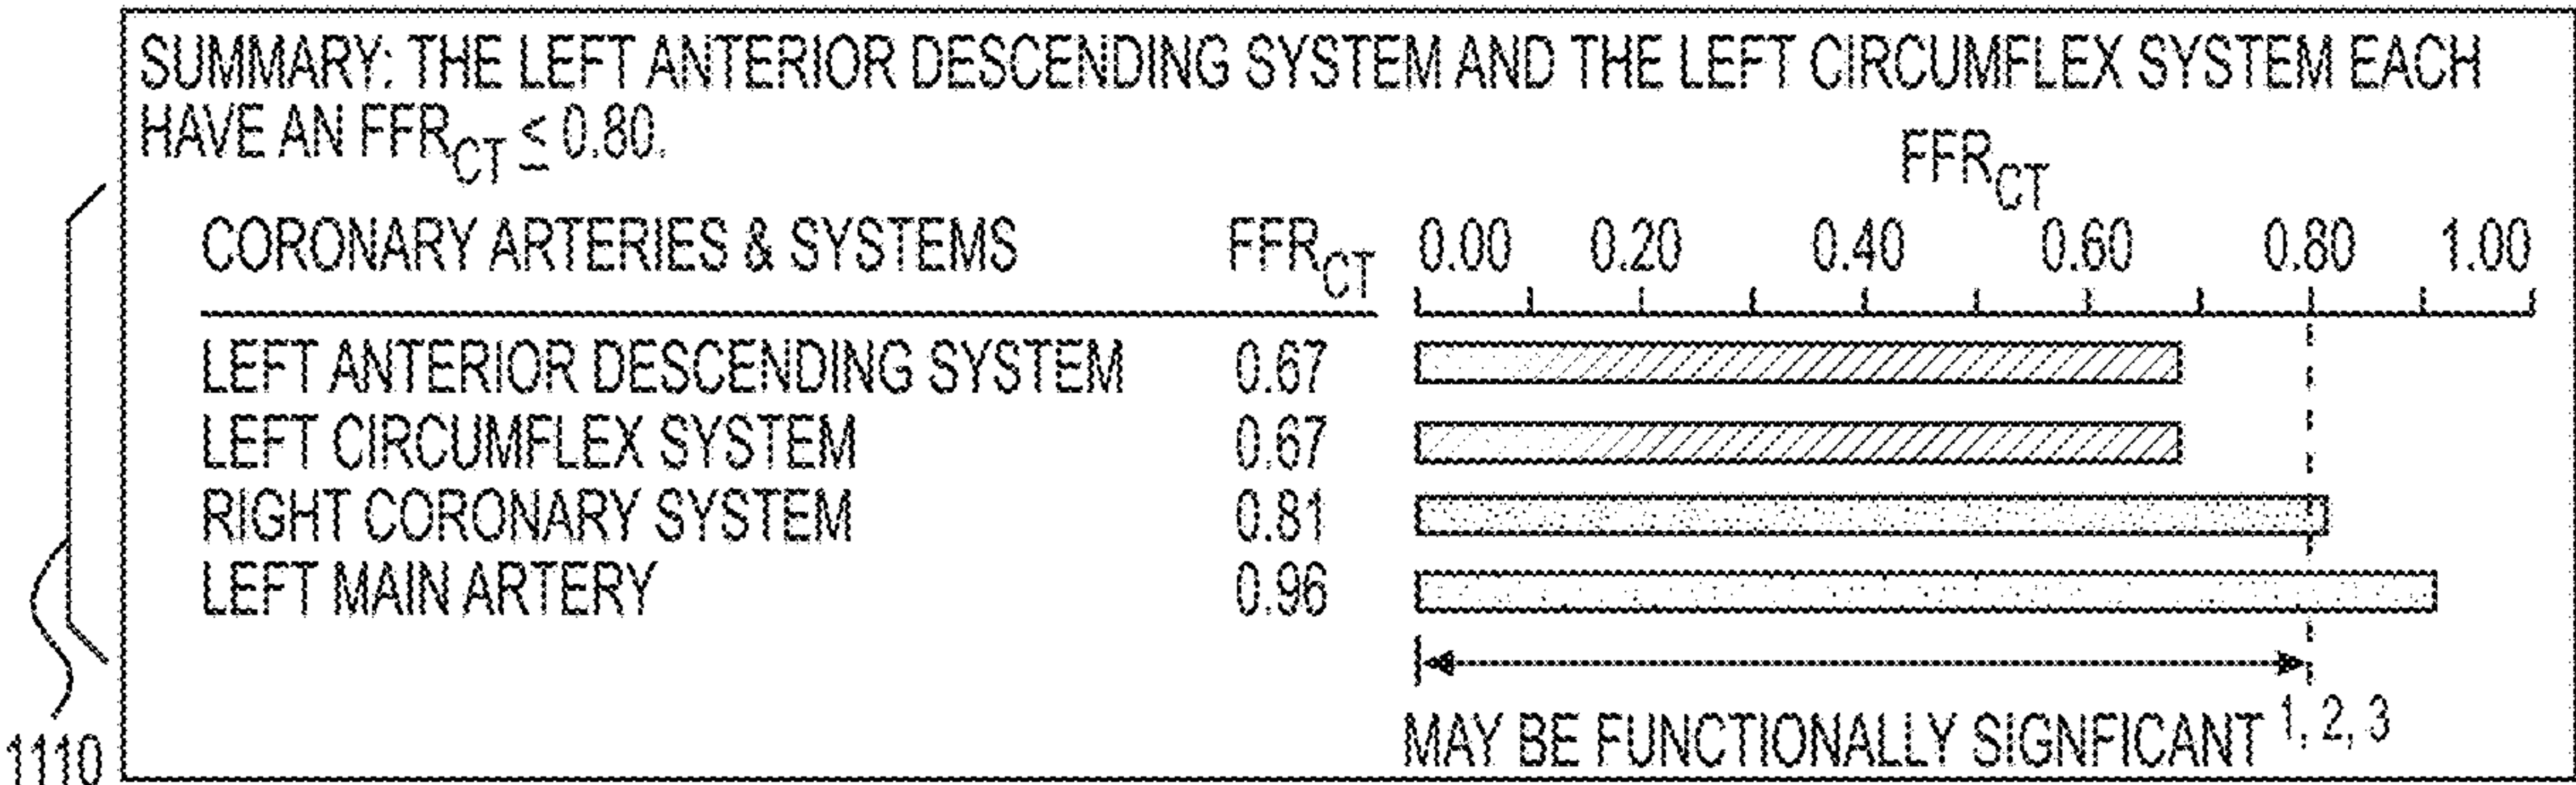 SUMMARY: THE LEFT ANTERIOR DESCENDING SYSTEM AND THE LEFT CIRCUMFLEX SYSTEM EACH
HAVE AN FFRCT ≤ 0.80.
FFRCT
CORONARY ARTERIES & SYSTEMS FFRCT 0.00 0.20 0.40 0.60 0.80 1.00
LEFT ANTERIOR DESCENDING SYSTEM 0.67
LEFT CIRCUMFLEX SYSTEM 0.67
RIGHT CORONARY SYSTEM 0.81
LEFT MAIN ARTERY 0.96
MAY BE FUNCTIONALLY SIGNFICANT 1, 2, 3
1110